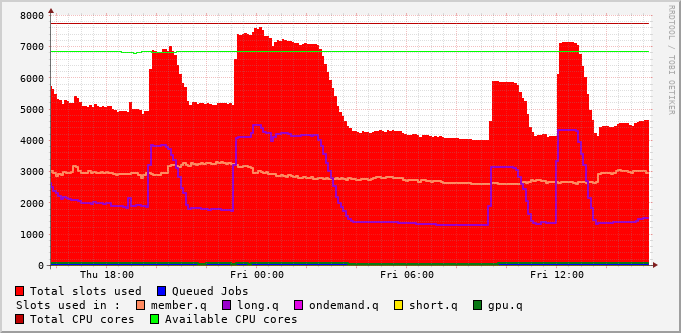 8000
7000
6000
5000
4000
3000
2000
1000
0
Thu 18:00 Fri 00:00 Fri 06:00 Fri 12:00
RRDTOOL / TOBI OETIKER
Total slots used Queued Jobs
Slots used in : member.q long.q ondemand.q short.q gpu.q
Total CPU cores Available CPU cores